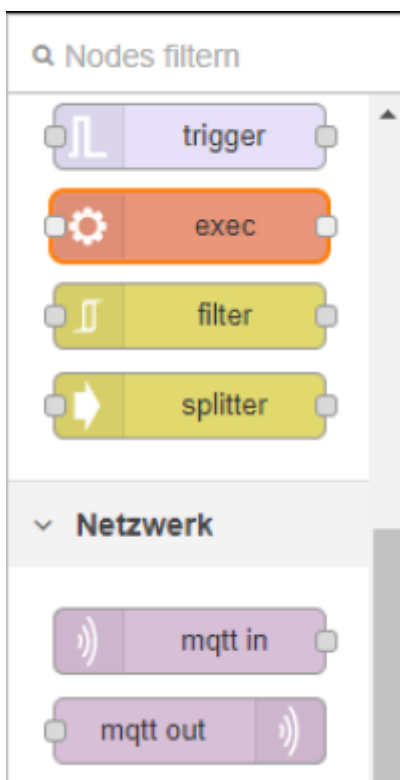 Nodes filtern
trigger
exec
filter
splitter
Netzwerk
mqtt in
mqtt out